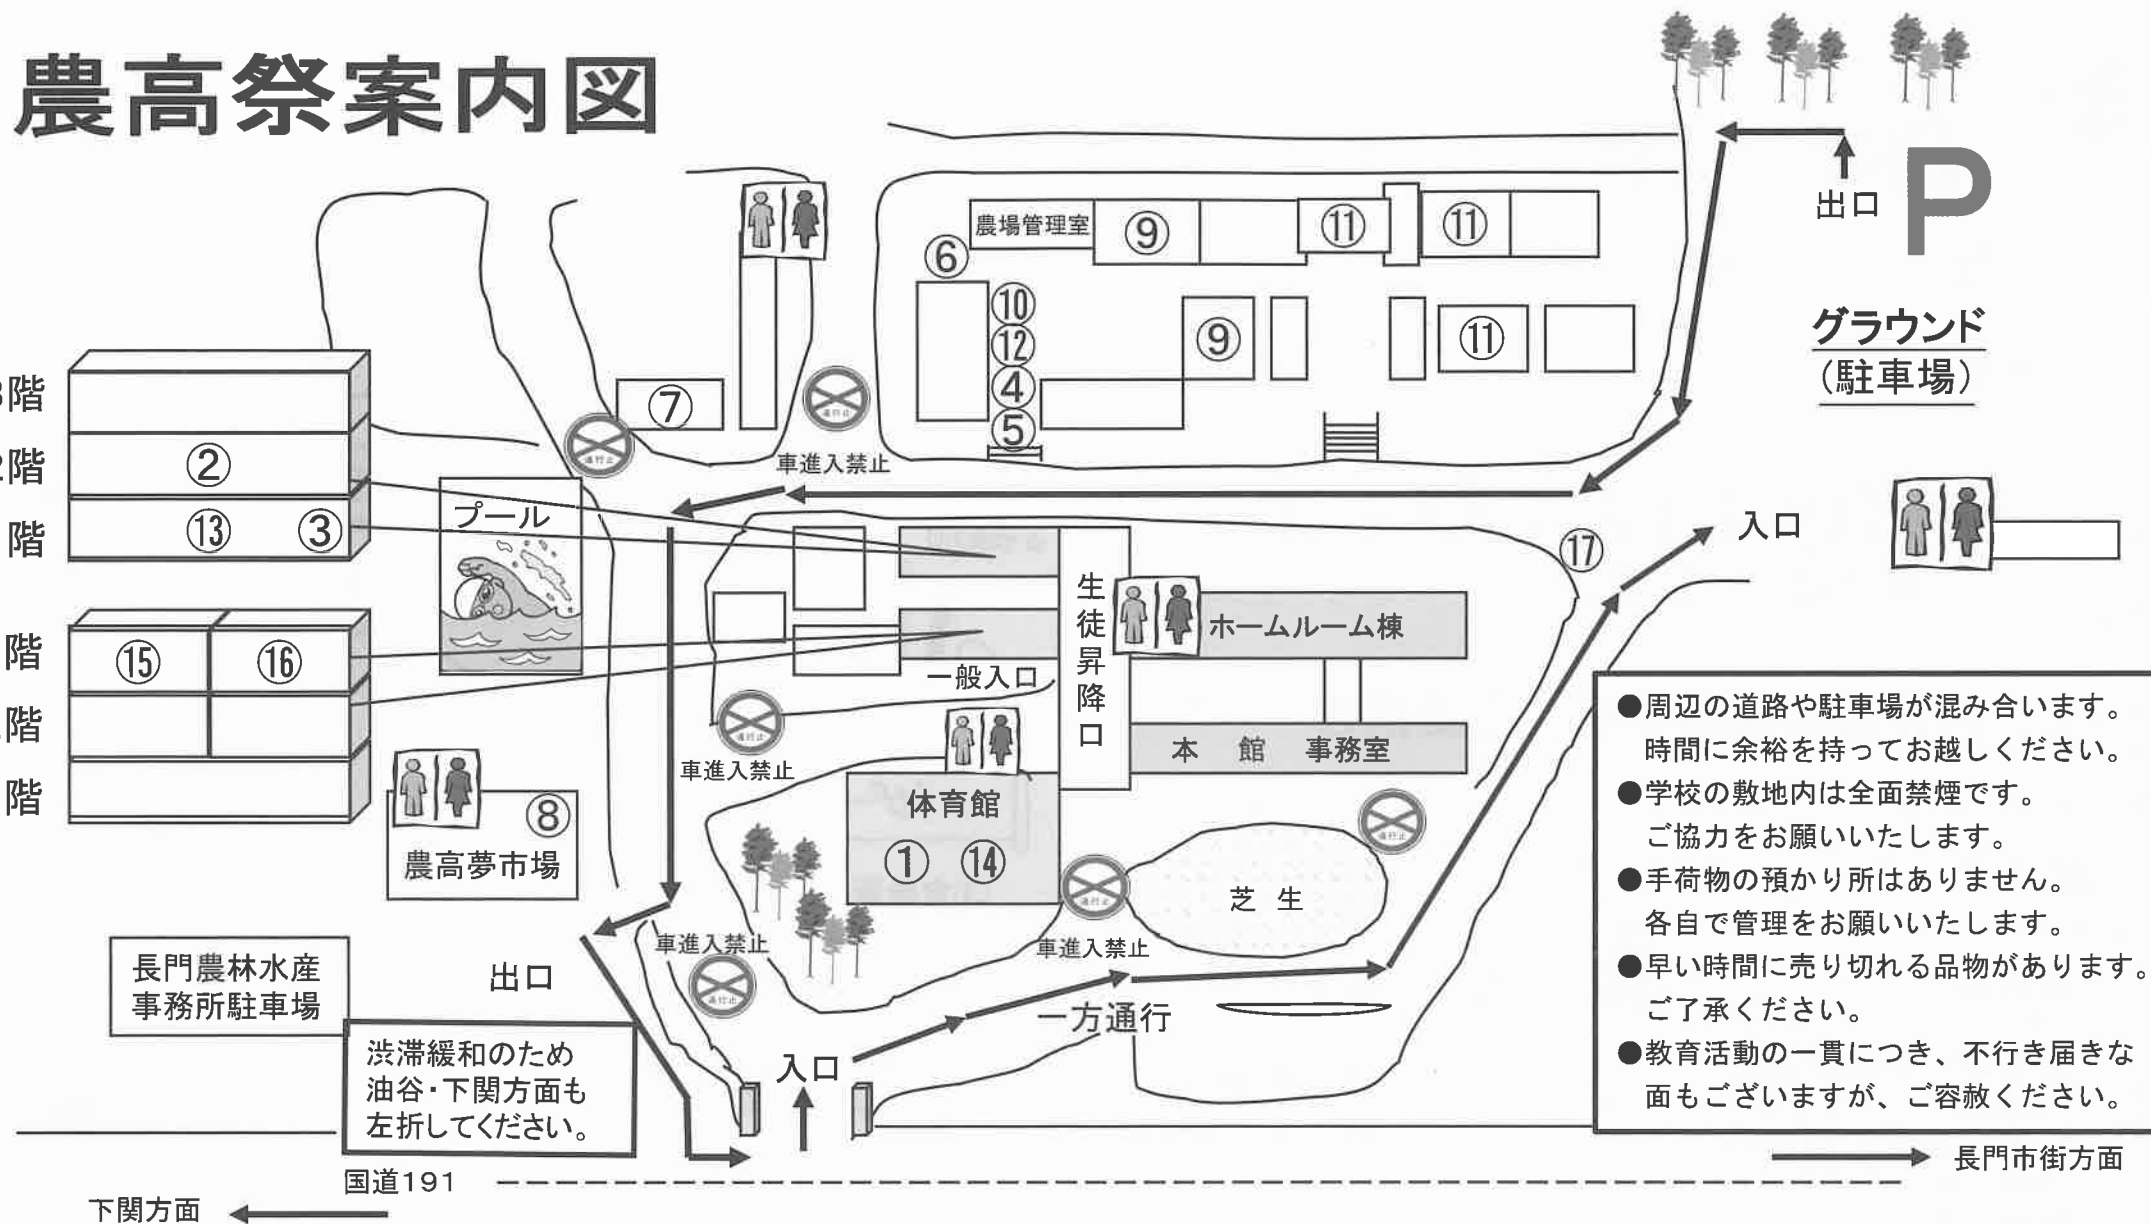 農高祭案内図
出口
P
グラウンド
(駐車場)
農場管理室
⑨
⑪
⑪
⑥
⑩
⑫
④
⑤
⑨
⑪
⑦
車進入禁止
3階
②
2階
⑬
③
階
プール
入口
⑰
生徒昇降口
ホームルーム棟
一般入口
本館 事務室
⑮
⑯
階
階
階
車進入禁止
体育館
① ⑭
⑧
農高夢市場
芝生
車進入禁止
車進入禁止
長門農林水産
事務所駐車場
出口
一方通行
入口
渋滞緩和のため
油谷・下関方面も
左折してください。
●周辺の道路や駐車場が混み合います。
時間に余裕を持ってお越しください。
●学校の敷地内は全面禁煙です。
ご協力をお願いいたします。
●手荷物の預かり所はありません。
各自で管理をお願いいたします。
●早い時間に売り切れる品物があります。
ご了承ください。
●教育活動の一貫につき、不行き届きな
面もございますが、ご容赦ください。
長門市街方面
国道191
下関方面